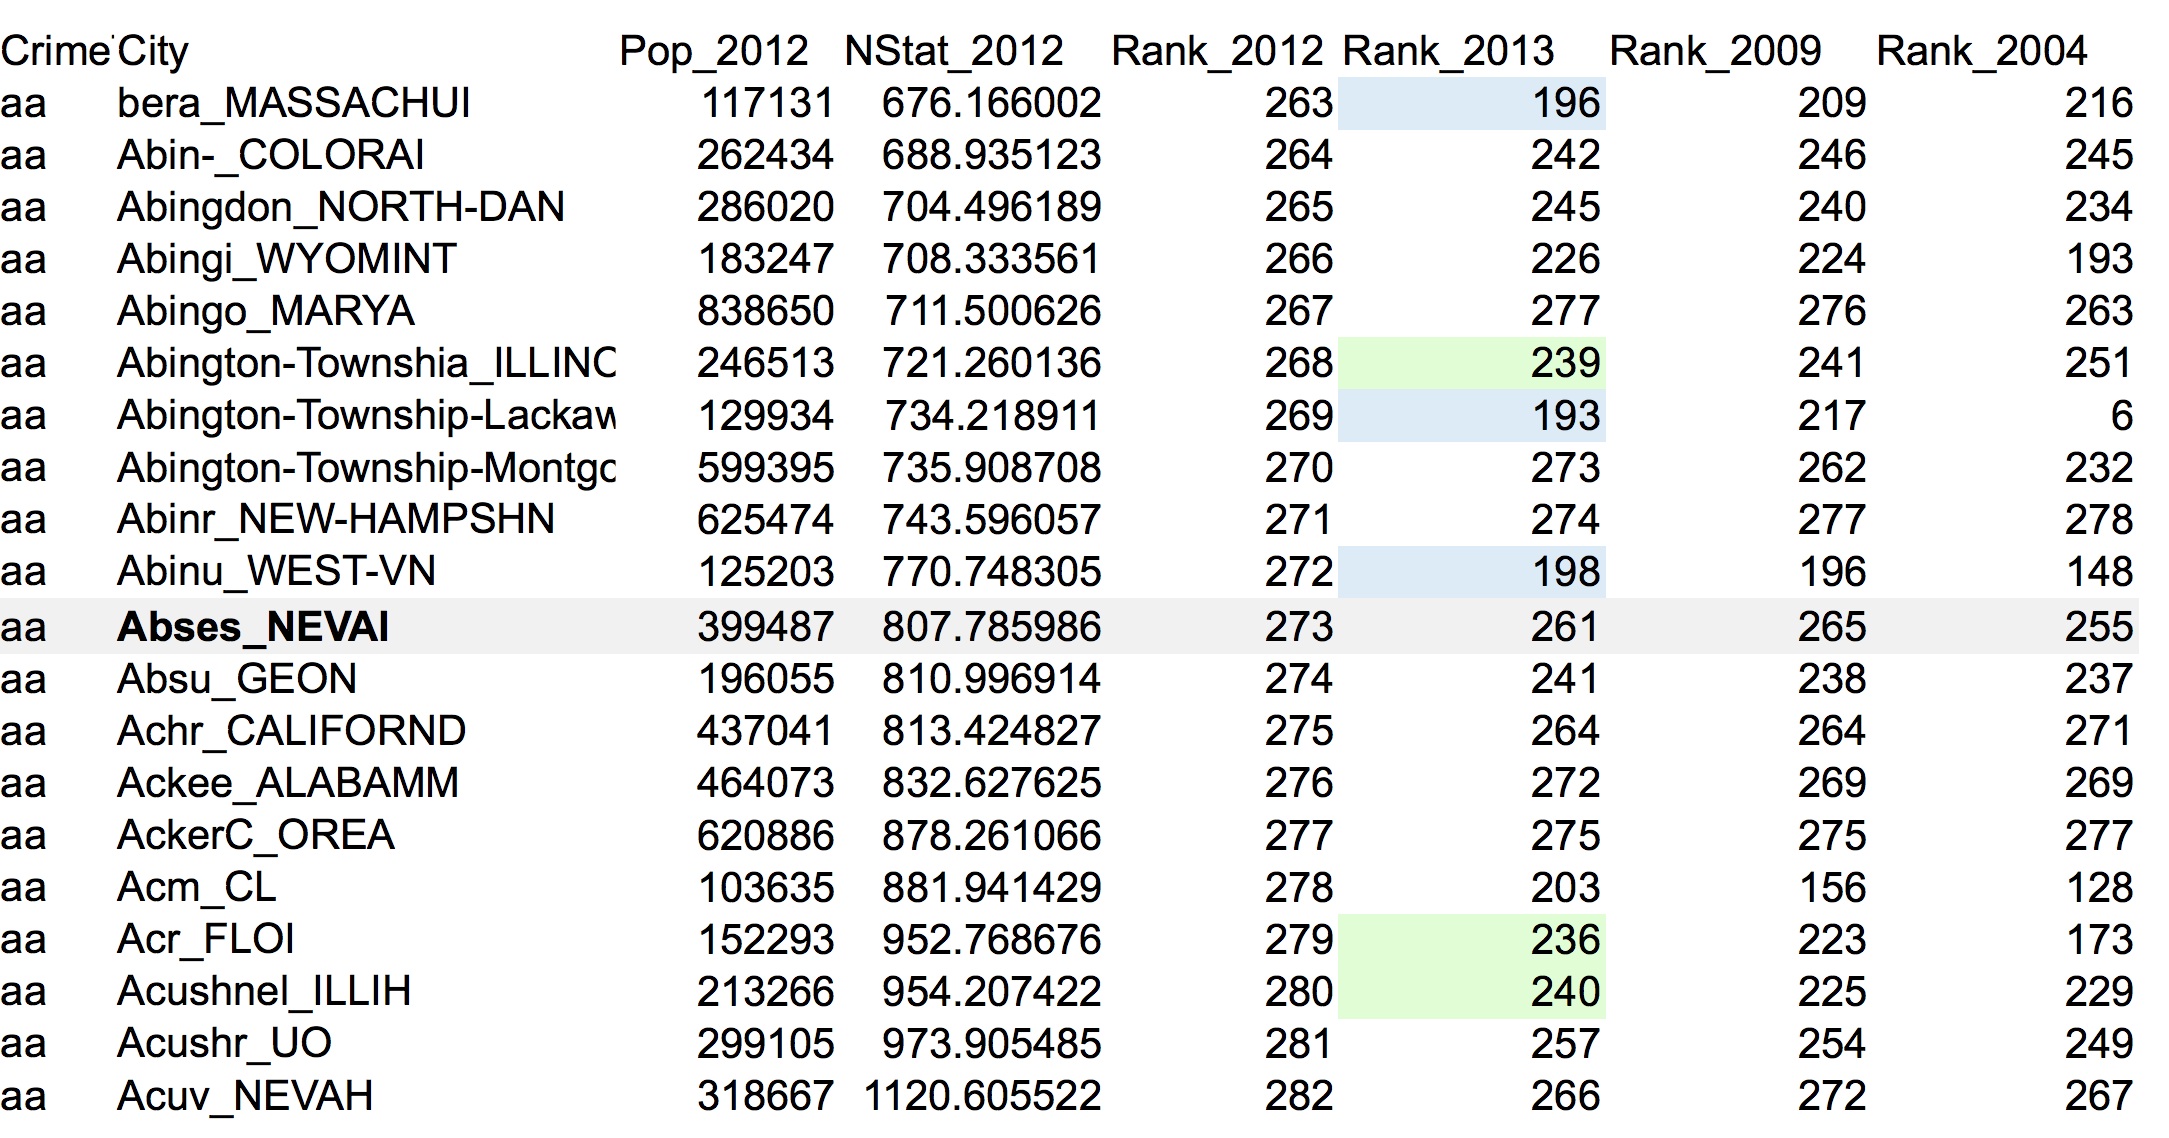 Crime City Pop_2012 NStat_2012 Rank_2012 Rank_2013 Rank_2009 Rank_2004
aa bera_MASSACHUI 117131 676.166002 263 196 209 216
aa Abin-_COLORAI 262434 688.935123 264 242 246 245
aa Abingdon_NORTH-DAN 286020 704.496189 265 245 240 234
aa Abingi_WYOMINT 183247 708.333561 266 226 224 193
aa Abingo_MARYA 838650 711.500626 267 277 276 263
aa Abington-Townshia_ILLINC 246513 721.260136 268 239 241 251
aa Abington-Township-Lackaw 129934 734.218911 269 193 217 6
aa Abington-Township-Montgc 599395 735.908708 270 273 262 232
aa Abinr_NEW-HAMPSHN 625474 743.596057 271 274 277 278
aa Abinu_WEST-VN 125203 770.748305 272 198 196 148
aa Abses_NEVAI 399487 807.785986 273 261 265 255
aa Absu_GEON 196055 810.996914 274 241 238 237
aa Achr_CALIFORND 437041 813.424827 275 264 264 271
aa Ackee_ALABAMM 464073 832.627625 276 272 269 269
aa AckerC_OREA 620886 878.261066 277 275 275 277
aa Acm_CL 103635 881.941429 278 203 156 128
aa Acr_FLOI 152293 952.768676 279 236 223 173
aa Acushnel_ILLIH 213266 954.207422 280 240 225 229
aa Acushr_UO 299105 973.905485 281 257 254 249
aa Acuv_NEVAH 318667 1120.605522 282 266 272 267